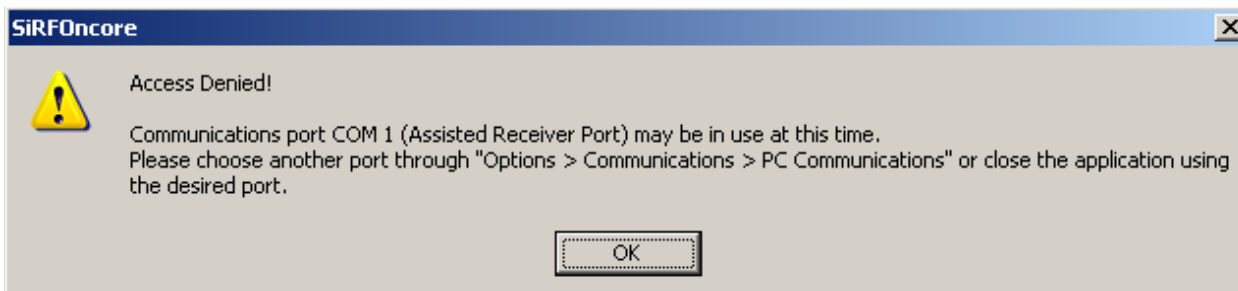 SiRFOncore
Access Denied!
Communications port COM 1 (Assisted Receiver Port) may be in use at this time.
Please choose another port through "Options > Communications > PC Communications" or close the application using
the desired port.
OK